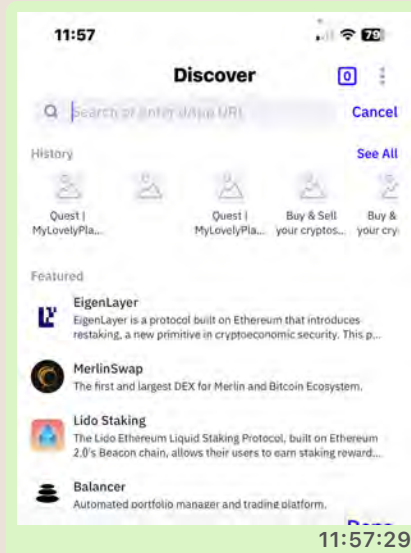 11:57
79
Discover
0
Search or enter dApp URL
Cancel
History
See All
Quest |
MyLovelyPla...
Quest |
MyLovelyPla...
Buy & Sell
your cryptos...
Buy &
your cry
Featured
EigenLayer
EigenLayer is a protocol built on Ethereum that introduces
restaking, a new primitive in cryptoeconomic security. This p...
MerlinSwap
The first and largest DEX for Merlin and Bitcoin Ecosystem.
Lido Staking
The Lido Ethereum Liquid Staking Protocol, built on Ethereum
2.0's Beacon chain, allows their users to earn staking reward...
Balancer
Automated portfolio manager and trading platform.
11:57:29